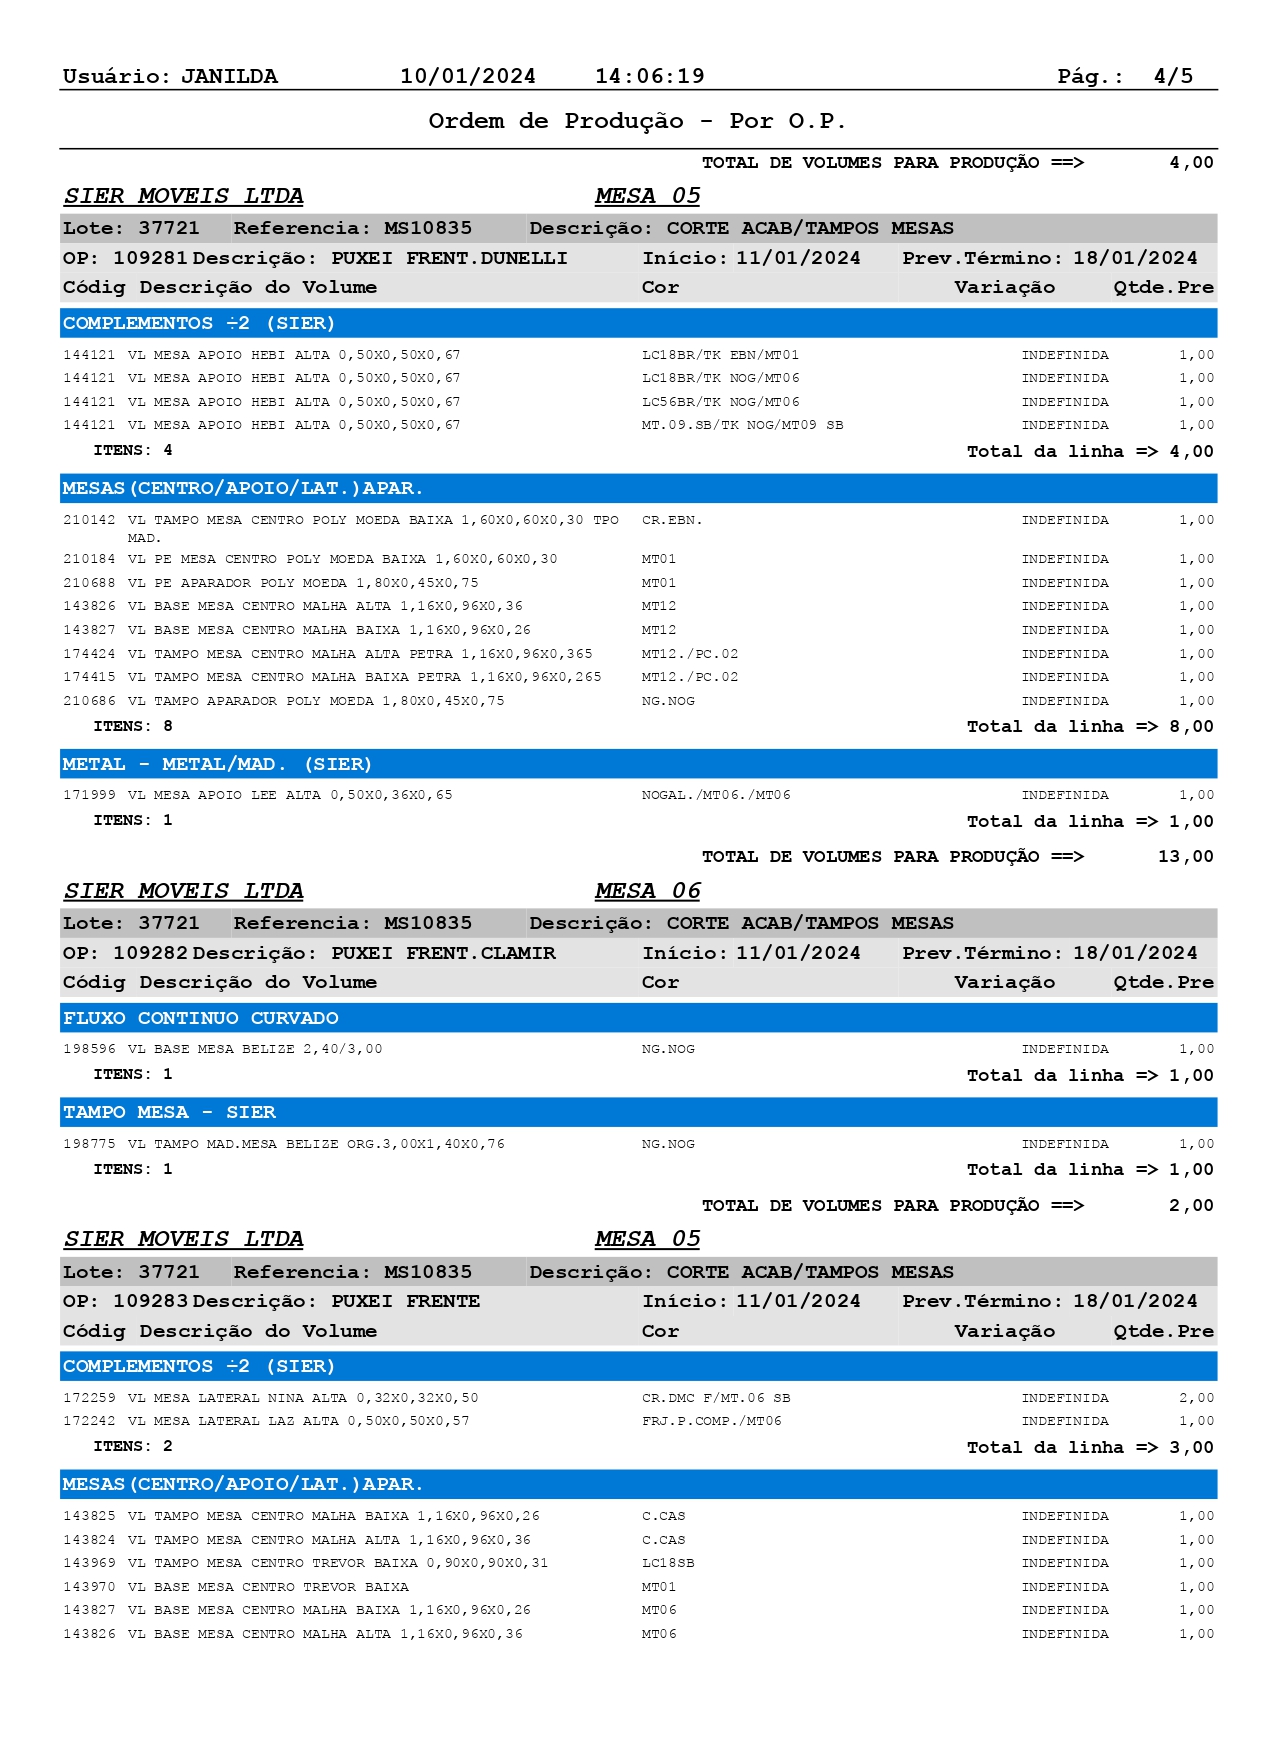 Usuário: JANILDA 10/01/2024 14:06:19 Pág.: 4/5
Ordem de Produção - Por O.P.
TOTAL DE VOLUMES PARA PRODUÇÃO ==> 4,00
SIER MOVEIS LTDA MESA 05
Lote: 37721 Referencia: MS10835 Descrição: CORTE ACAB/TAMPOS MESAS
OP: 109281 Descrição: PUXEI FRENT.DUNELLI Início: 11/01/2024 Prev.Término: 18/01/2024
Códig Descrição do Volume Cor Variação Qtde.Pre
COMPLEMENTOS ÷2 (SIER)
144121 VL MESA APOIO HEBI ALTA 0,50X0,50X0,67 LC18BR/TK EBN/MT01 INDEFINIDA 1,00
144121 VL MESA APOIO HEBI ALTA 0,50X0,50X0,67 LC18BR/TK NOG/MT06 INDEFINIDA 1,00
144121 VL MESA APOIO HEBI ALTA 0,50X0,50X0,67 LC56BR/TK NOG/MT06 INDEFINIDA 1,00
144121 VL MESA APOIO HEBI ALTA 0,50X0,50X0,67 MT.09.SB/TK NOG/MT09 SB INDEFINIDA 1,00
ITENS: 4 Total da linha => 4,00
MESAS(CENTRO/APOIO/LAT.)APAR.
210142 VL TAMPO MESA CENTRO POLY MOEDA BAIXA 1,60X0,60X0,30 TPO CR.EBN. INDEFINIDA 1,00
MAD.
210184 VL PE MESA CENTRO POLY MOEDA BAIXA 1,60X0,60X0,30 MT01 INDEFINIDA 1,00
210688 VL PE APARADOR POLY MOEDA 1,80X0,45X0,75 MT01 INDEFINIDA 1,00
143826 VL BASE MESA CENTRO MALHA ALTA 1,16X0,96X0,36 MT12 INDEFINIDA 1,00
143827 VL BASE MESA CENTRO MALHA BAIXA 1,16X0,96X0,26 MT12 INDEFINIDA 1,00
174424 VL TAMPO MESA CENTRO MALHA ALTA PETRA 1,16X0,96X0,365 MT12./PC.02 INDEFINIDA 1,00
174415 VL TAMPO MESA CENTRO MALHA BAIXA PETRA 1,16X0,96X0,265 MT12./PC.02 INDEFINIDA 1,00
210686 VL TAMPO APARADOR POLY MOEDA 1,80X0,45X0,75 NG.NOG INDEFINIDA 1,00
ITENS: 8 Total da linha => 8,00
METAL - METAL/MAD. (SIER)
171999 VL MESA APOIO LEE ALTA 0,50X0,36X0,65 NOGAL./MT06./MT06 INDEFINIDA 1,00
ITENS: 1 Total da linha => 1,00
TOTAL DE VOLUMES PARA PRODUÇÃO ==> 13,00
SIER MOVEIS LTDA MESA 06
Lote: 37721 Referencia: MS10835 Descrição: CORTE ACAB/TAMPOS MESAS
OP: 109282 Descrição: PUXEI FRENT.CLAMIR Início: 11/01/2024 Prev.Término: 18/01/2024
Códig Descrição do Volume Cor Variação Qtde.Pre
FLUXO CONTINUO CURVADO
198596 VL BASE MESA BELIZE 2,40/3,00 NG.NOG INDEFINIDA 1,00
ITENS: 1 Total da linha => 1,00
TAMPO MESA - SIER
198775 VL TAMPO MAD.MESA BELIZE ORG.3,00X1,40X0,76 NG.NOG INDEFINIDA 1,00
ITENS: 1 Total da linha => 1,00
TOTAL DE VOLUMES PARA PRODUÇÃO ==> 2,00
SIER MOVEIS LTDA MESA 05
Lote: 37721 Referencia: MS10835 Descrição: CORTE ACAB/TAMPOS MESAS
OP: 109283 Descrição: PUXEI FRENTE Início: 11/01/2024 Prev.Término: 18/01/2024
Códig Descrição do Volume Cor Variação Qtde.Pre
COMPLEMENTOS ÷2 (SIER)
172259 VL MESA LATERAL NINA ALTA 0,32X0,32X0,50 CR.DMC F/MT.06 SB INDEFINIDA 2,00
172242 VL MESA LATERAL LAZ ALTA 0,50X0,50X0,57 FRJ.P.COMP./MT06 INDEFINIDA 1,00
ITENS: 2 Total da linha => 3,00
MESAS(CENTRO/APOIO/LAT.)APAR.
143825 VL TAMPO MESA CENTRO MALHA BAIXA 1,16X0,96X0,26 C.CAS INDEFINIDA 1,00
143824 VL TAMPO MESA CENTRO MALHA ALTA 1,16X0,96X0,36 C.CAS INDEFINIDA 1,00
143969 VL TAMPO MESA CENTRO TREVOR BAIXA 0,90X0,90X0,31 LC18SB INDEFINIDA 1,00
143970 VL BASE MESA CENTRO TREVOR BAIXA MT01 INDEFINIDA 1,00
143827 VL BASE MESA CENTRO MALHA BAIXA 1,16X0,96X0,26 MT06 INDEFINIDA 1,00
143826 VL BASE MESA CENTRO MALHA ALTA 1,16X0,96X0,36 MT06 INDEFINIDA 1,00